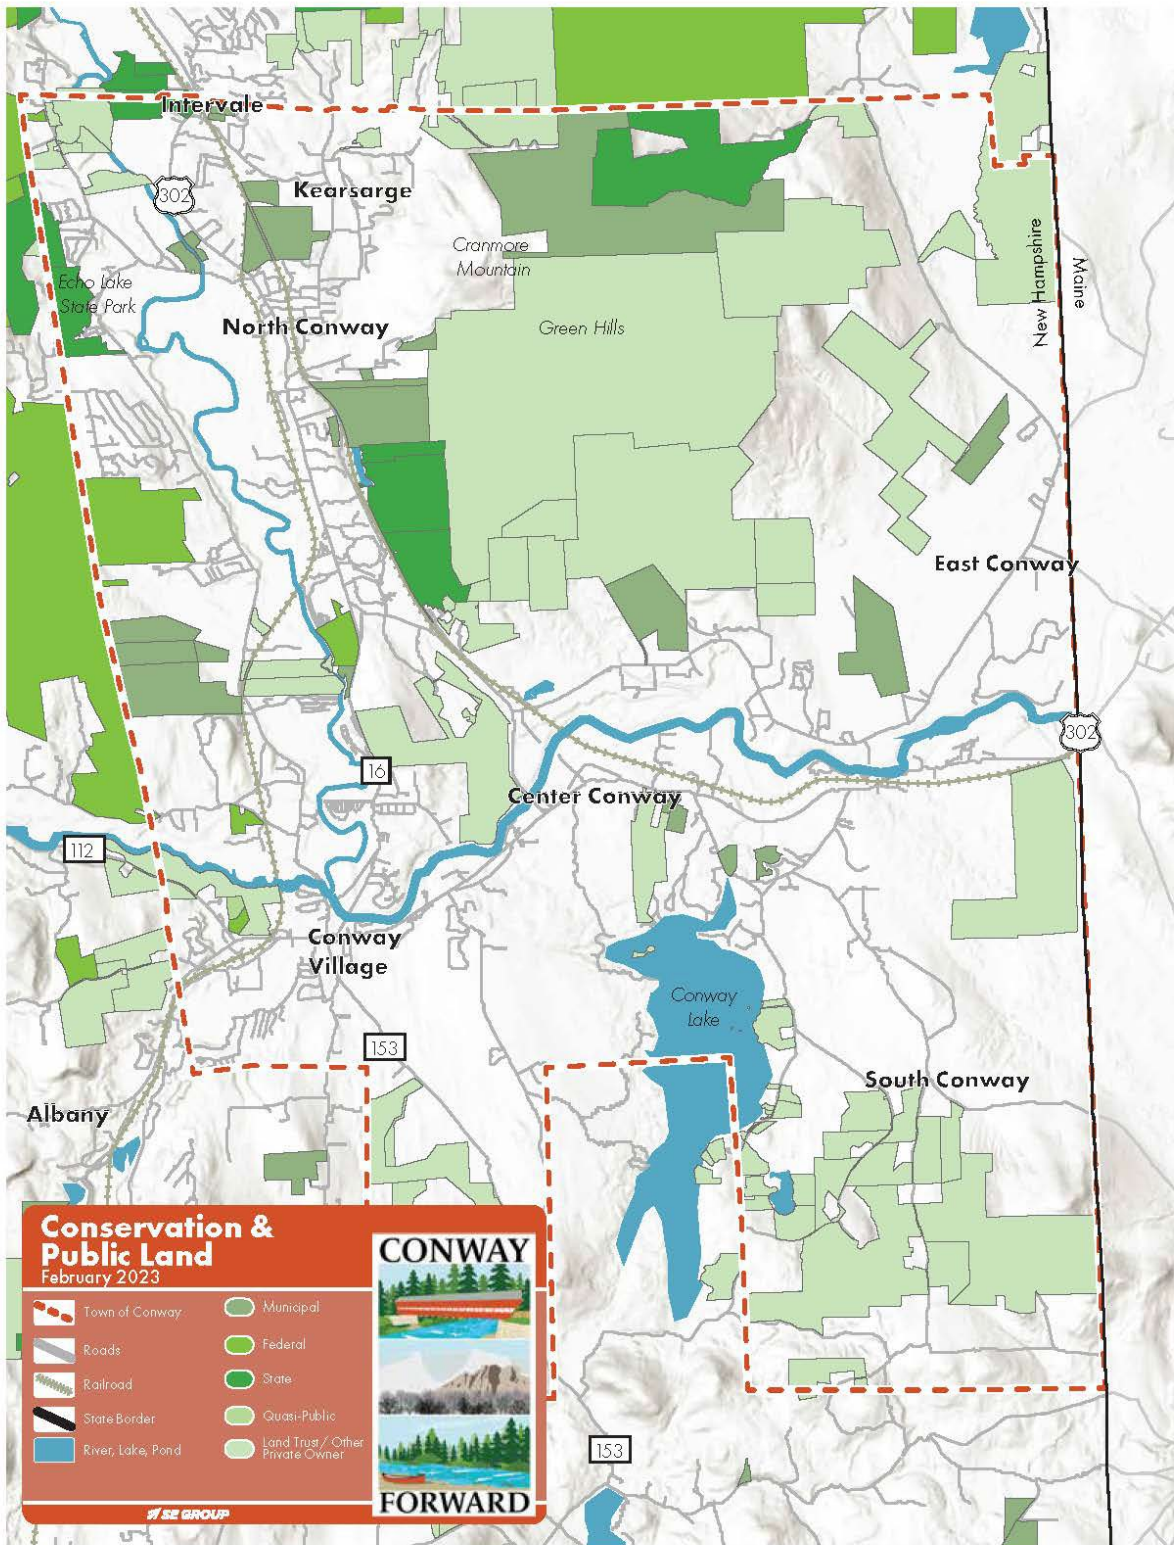 Intervale
302
Kearsarge
Cranmore
Mountain
Echo Lake
State Park
North Conway
Green Hills
New Hampshire
Maine
East Conway
302
16
Center Conway
112
Conway
Village
Conway
Lake
153
South Conway
Albany
Conservation &
Public Land
February 2023
Town of Conway
Roads
Railroad
State Border
River, Lake, Pond
Municipal
Federal
State
Quasi-Public
Land Trust / Other
Private Owner
CONWAY
FORWARD
SE GROUP
153